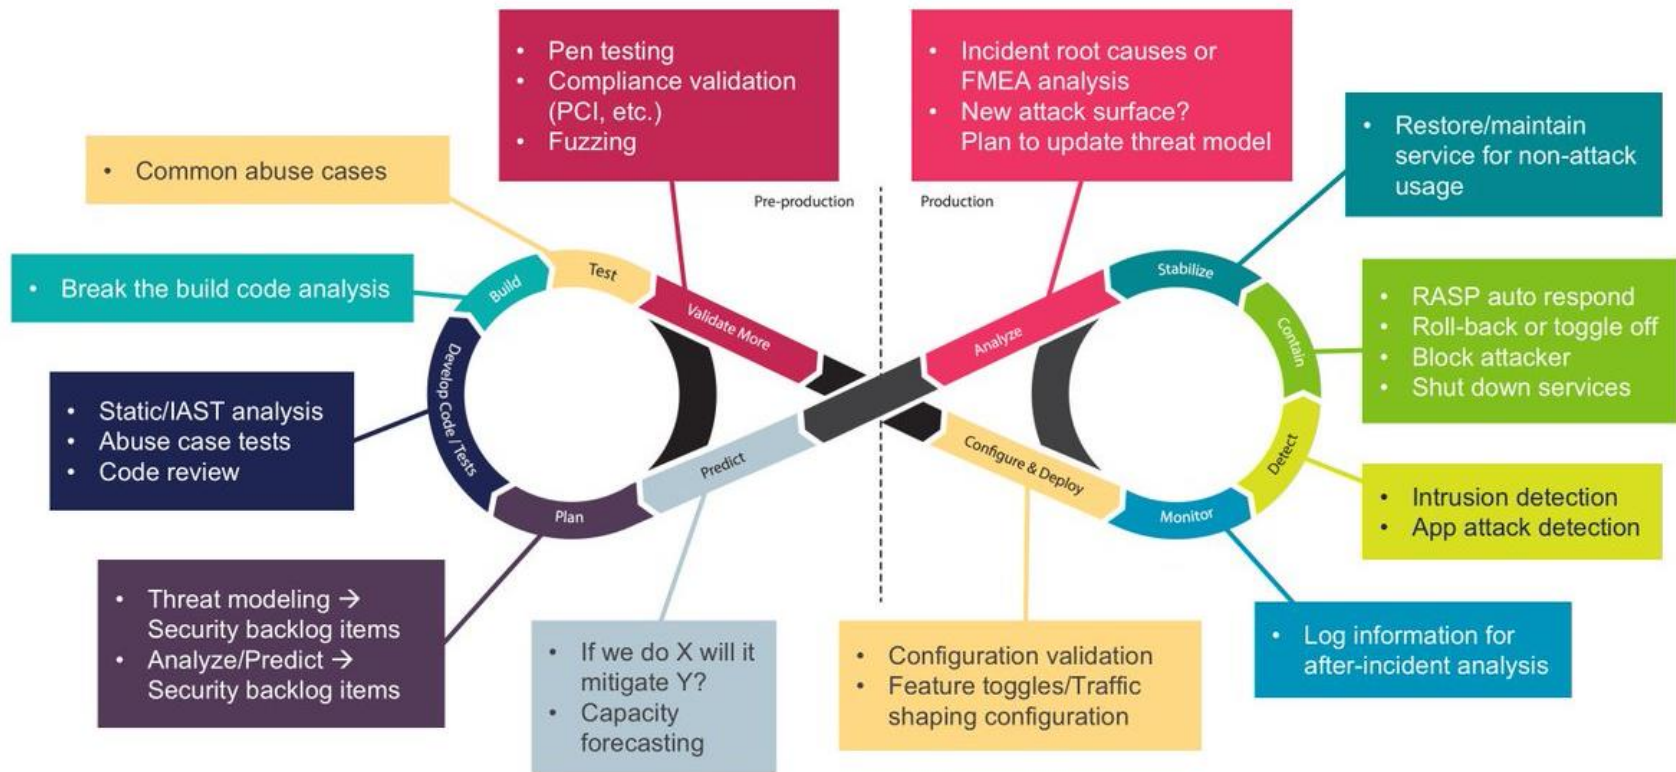 • Pen testing
• Compliance validation
(PCI, etc.)
• Fuzzing
• Incident root causes or
FMEA analysis
• New attack surface?
Plan to update threat model
• Restore/maintain
service for non-attack
usage
• Common abuse cases
Pre-production
Production
• Break the build code analysis
Build
Test
Validate More
Analyze
Stabilize
Contain
• RASP auto respond
• Roll-back or toggle off
• Block attacker
• Shut down services
• Static/IAST analysis
• Abuse case tests
• Code review
Develop Code / Tests
Plan
Predict
Configure & Deploy
Monitor
Detect
• Intrusion detection
• App attack detection
• Threat modeling →
Security backlog items
• Analyze/Predict →
Security backlog items
• If we do X will it
mitigate Y?
• Capacity
forecasting
• Configuration validation
• Feature toggles/Traffic
shaping configuration
• Log information for
after-incident analysis